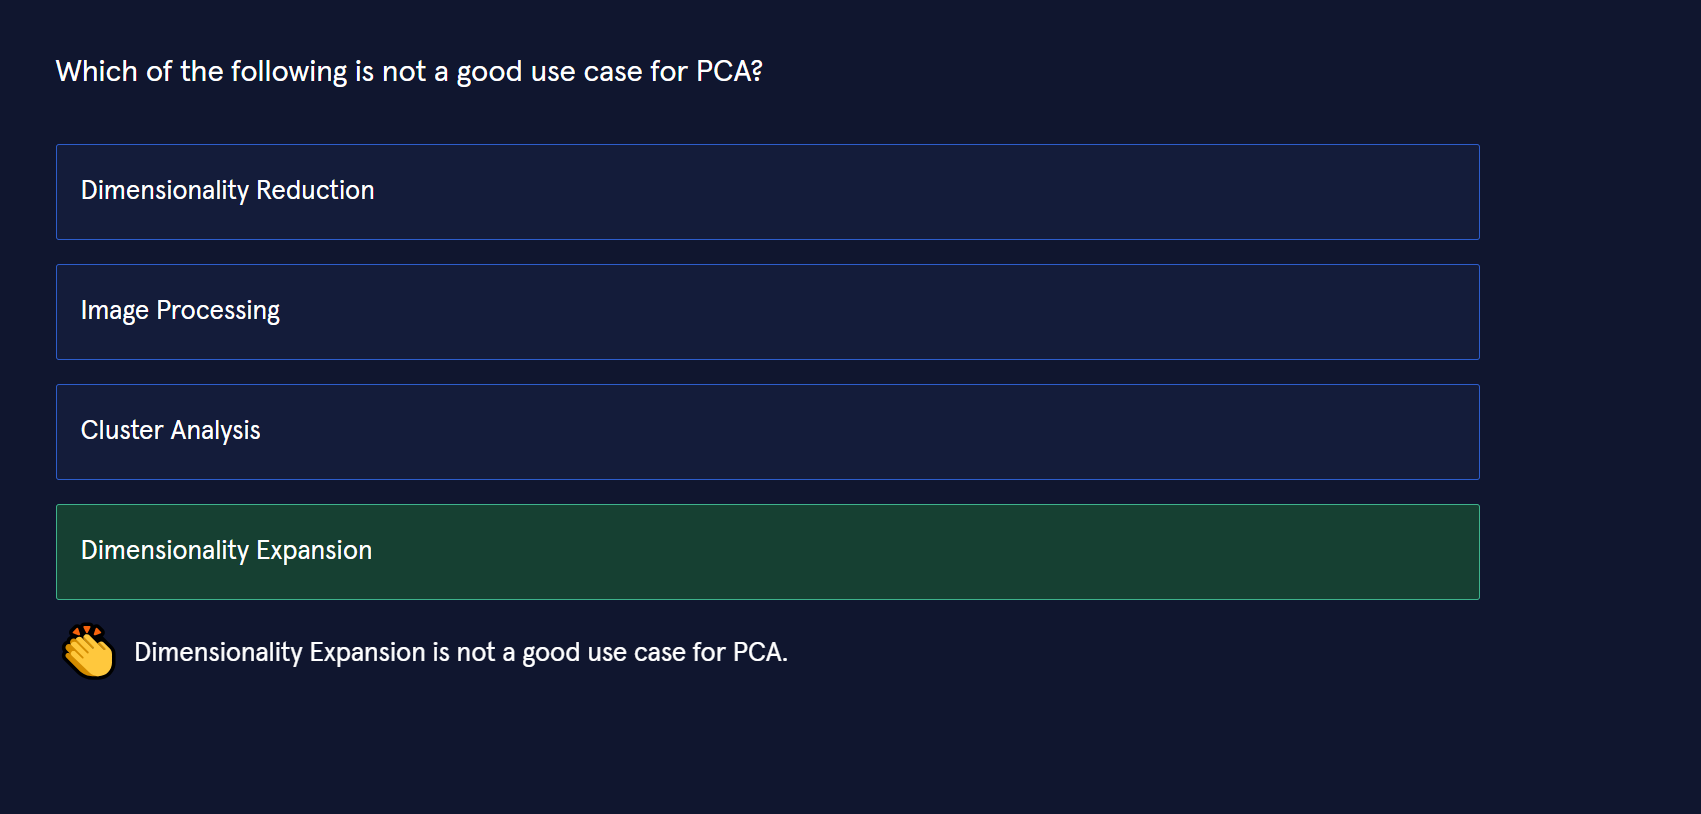 Which of the following is not a good use case for PCA?
Dimensionality Reduction
Image Processing
Cluster Analysis
Dimensionality Expansion
Dimensionality Expansion is not a good use case for PCA.